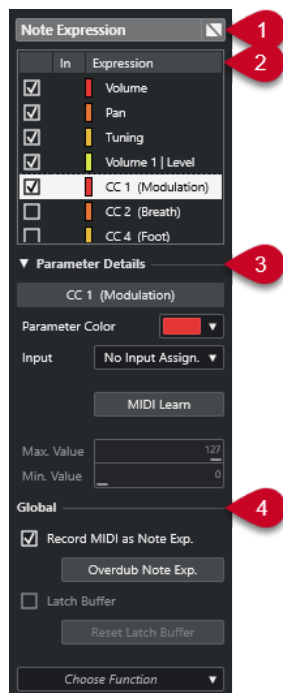 Note Expression
1
In Expression
2
Volume
Pan
Tuning
Volume 1 | Level
CC 1 (Modulation)
CC 2 (Breath)
CC 4 (Foot)
▼ Parameter Details
3
CC 1 (Modulation)
Parameter Color
Input No Input Assign. ▼
MIDI Learn
Max. Value 127
Min. Value 0
Global
4
Record MIDI as Note Exp.
Overdub Note Exp.
Latch Buffer
Reset Latch Buffer
Choose Function ▼